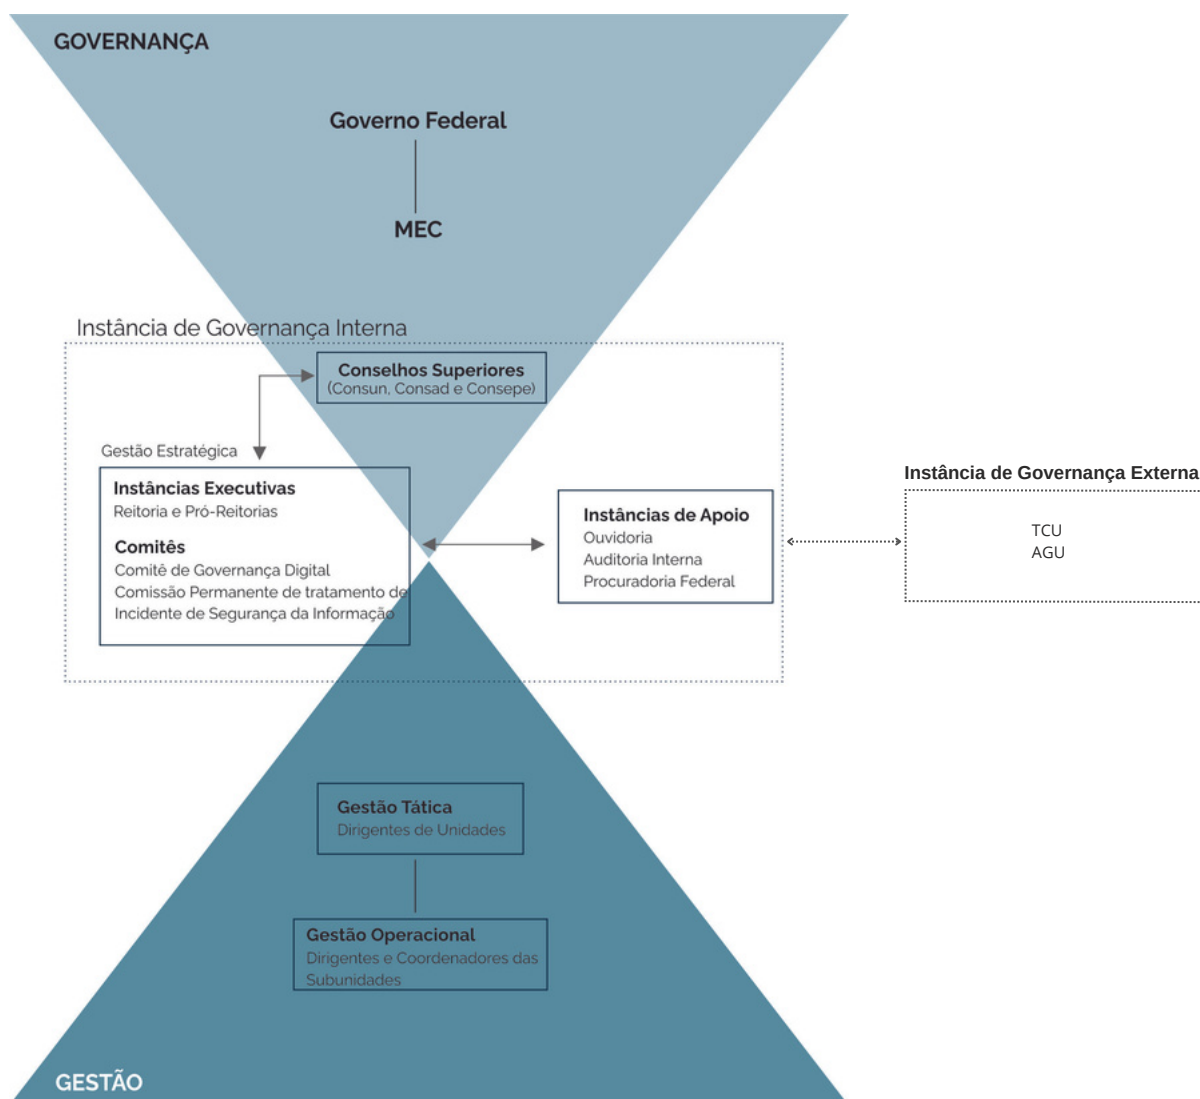 GOVERNANÇA
Governo Federal
MEC
Instância de Governança Interna
Conselhos Superiores
(Consun, Consad e Consepe)
Gestão Estratégica
Instâncias Executivas
Reitoria e Pró-Reitorias
Comitês
Comitê de Governança Digital
Comissão Permanente de tratamento de
Incidente de Segurança da Informação
Instâncias de Apoio
Ouvidoria
Auditoria Interna
Procuradoria Federal
Instância de Governança Externa
TCU
AGU
Gestão Tática
Dirigentes de Unidades
Gestão Operacional
Dirigentes e Coordenadores das
Subunidades
GESTÃO